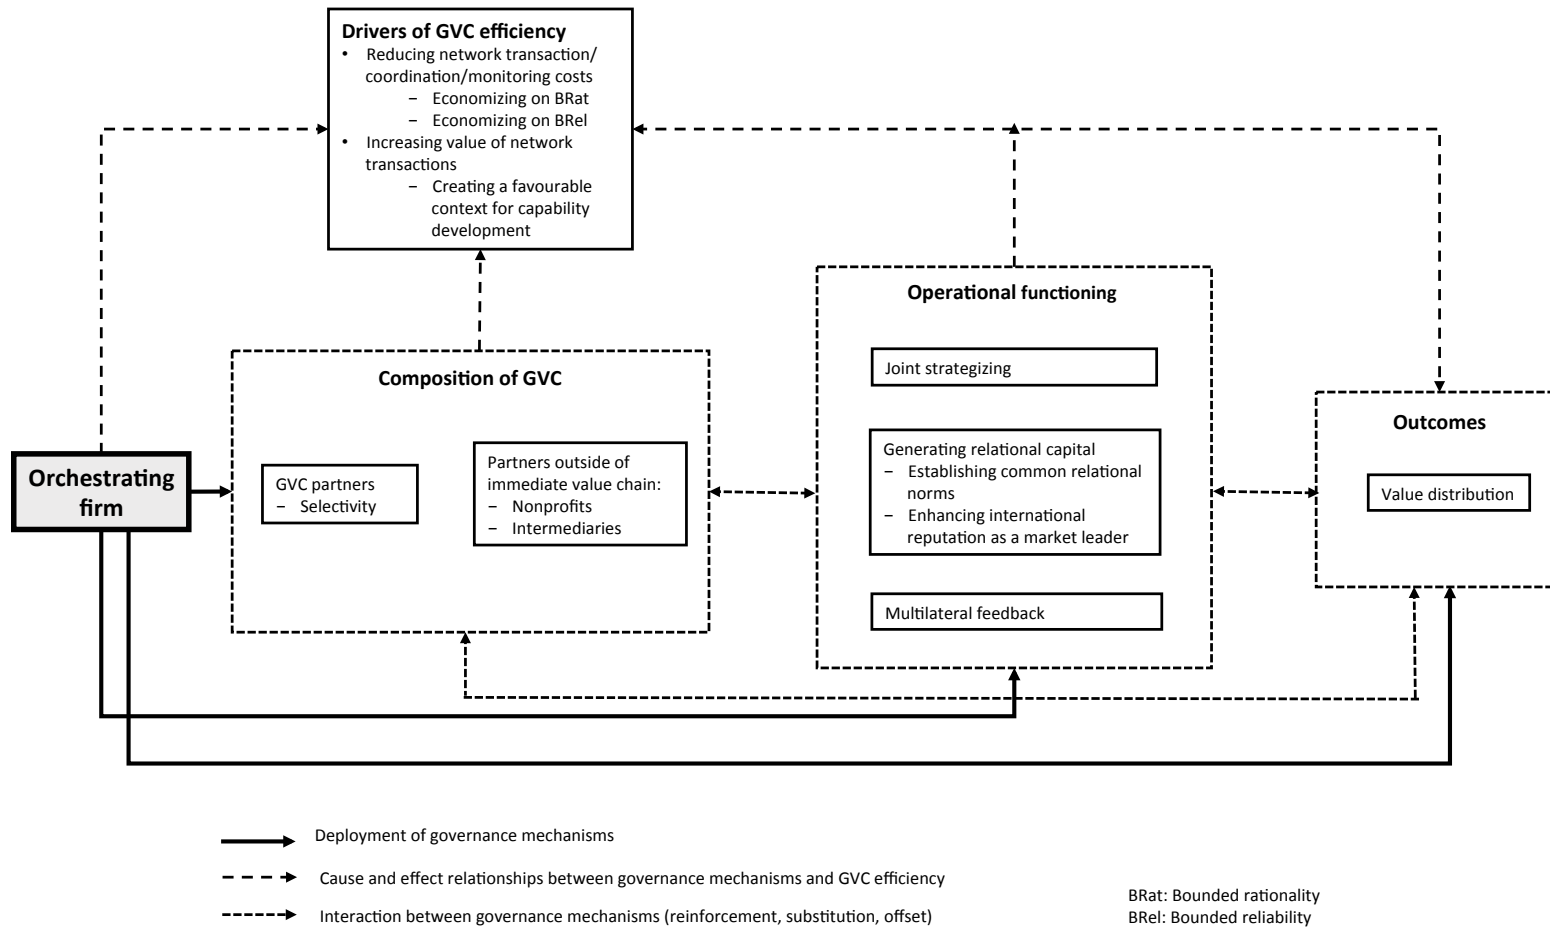 Drivers of GVC efficiency
• Reducing network transaction/
coordination/monitoring costs
– Economizing on BRat
– Economizing on BRel
• Increasing value of network
transactions
– Creating a favourable
context for capability
development
Operational functioning
Joint strategizing
Generating relational capital
– Establishing common relational
norms
– Enhancing international
reputation as a market leader
Multilateral feedback
Composition of GVC
GVC partners
– Selectivity
Partners outside of
immediate value chain:
– Nonprofits
– Intermediaries
Orchestrating
firm
Outcomes
Value distribution
Deployment of governance mechanisms
Cause and effect relationships between governance mechanisms and GVC efficiency
Interaction between governance mechanisms (reinforcement, substitution, offset)
BRat: Bounded rationality
BRel: Bounded reliability